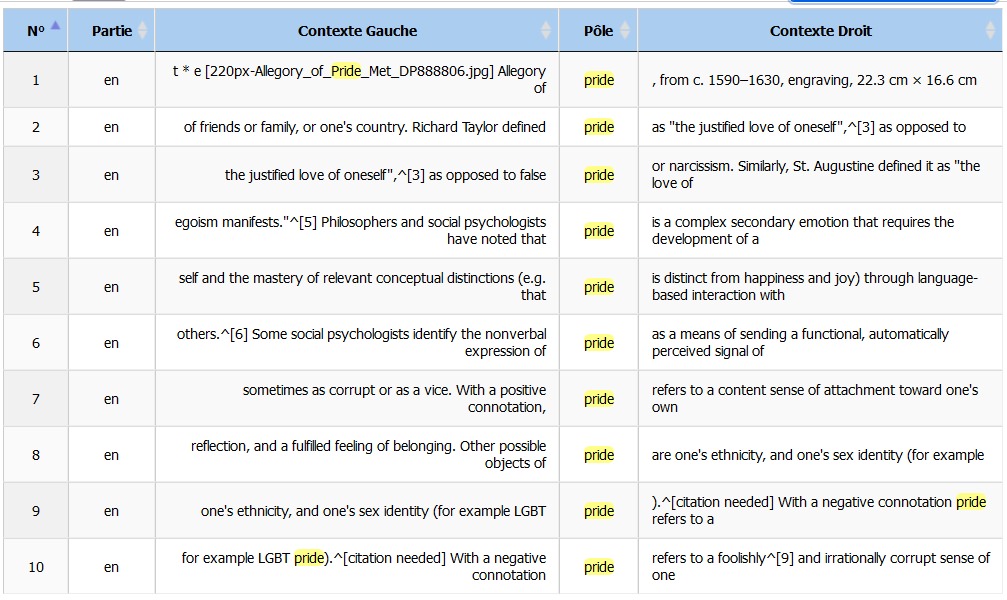 Nº Partie Contexte Gauche Pôle Contexte Droit
1 en t * e [220px-Allegory_of_Pride_Met_DP888806.jpg] Allegory of pride , from c. 1590–1630, engraving, 22.3 cm × 16.6 cm
2 en of friends or family, or one's country. Richard Taylor defined pride as "the justified love of oneself",^[3] as opposed to
3 en the justified love of oneself",^[3] as opposed to false pride or narcissism. Similarly, St. Augustine defined it as "the love of
4 en egoism manifests."^[5] Philosophers and social psychologists have noted that pride is a complex secondary emotion that requires the development of a
5 en self and the mastery of relevant conceptual distinctions (e.g. that pride is distinct from happiness and joy) through language-based interaction with
6 en others.^[6] Some social psychologists identify the nonverbal expression of pride as a means of sending a functional, automatically perceived signal of
7 en sometimes as corrupt or as a vice. With a positive connotation, pride refers to a content sense of attachment toward one's own
8 en reflection, and a fulfilled feeling of belonging. Other possible objects of pride are one's ethnicity, and one's sex identity (for example
9 en one's ethnicity, and one's sex identity (for example LGBT pride ).^[citation needed] With a negative connotation pride refers to a
10 en for example LGBT pride).^[citation needed] With a negative connotation pride refers to a foolishly^[9] and irrationally corrupt sense of one